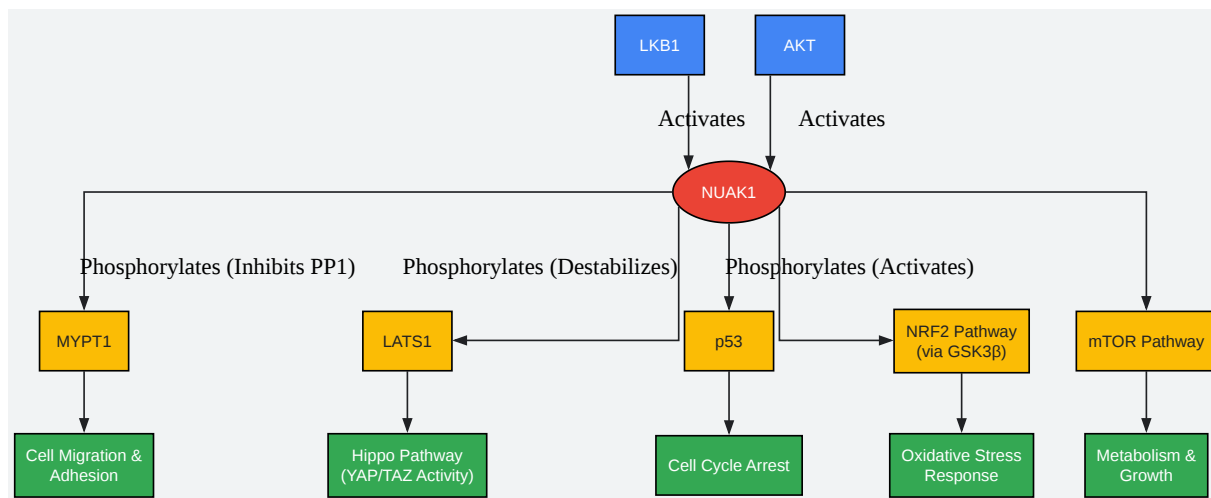 LKB1
AKT
Activates
Activates
NUAK1
Phosphorylates (Inhibits PP1)
Phosphorylates (Destabilizes)
Phosphorylates (Activates)
MYPT1
LATS1
p53
NRF2 Pathway
(via GSK3β)
mTOR Pathway
Cell Migration &
Adhesion
Hippo Pathway
(YAP/TAZ Activity)
Cell Cycle Arrest
Oxidative Stress
Response
Metabolism &
Growth